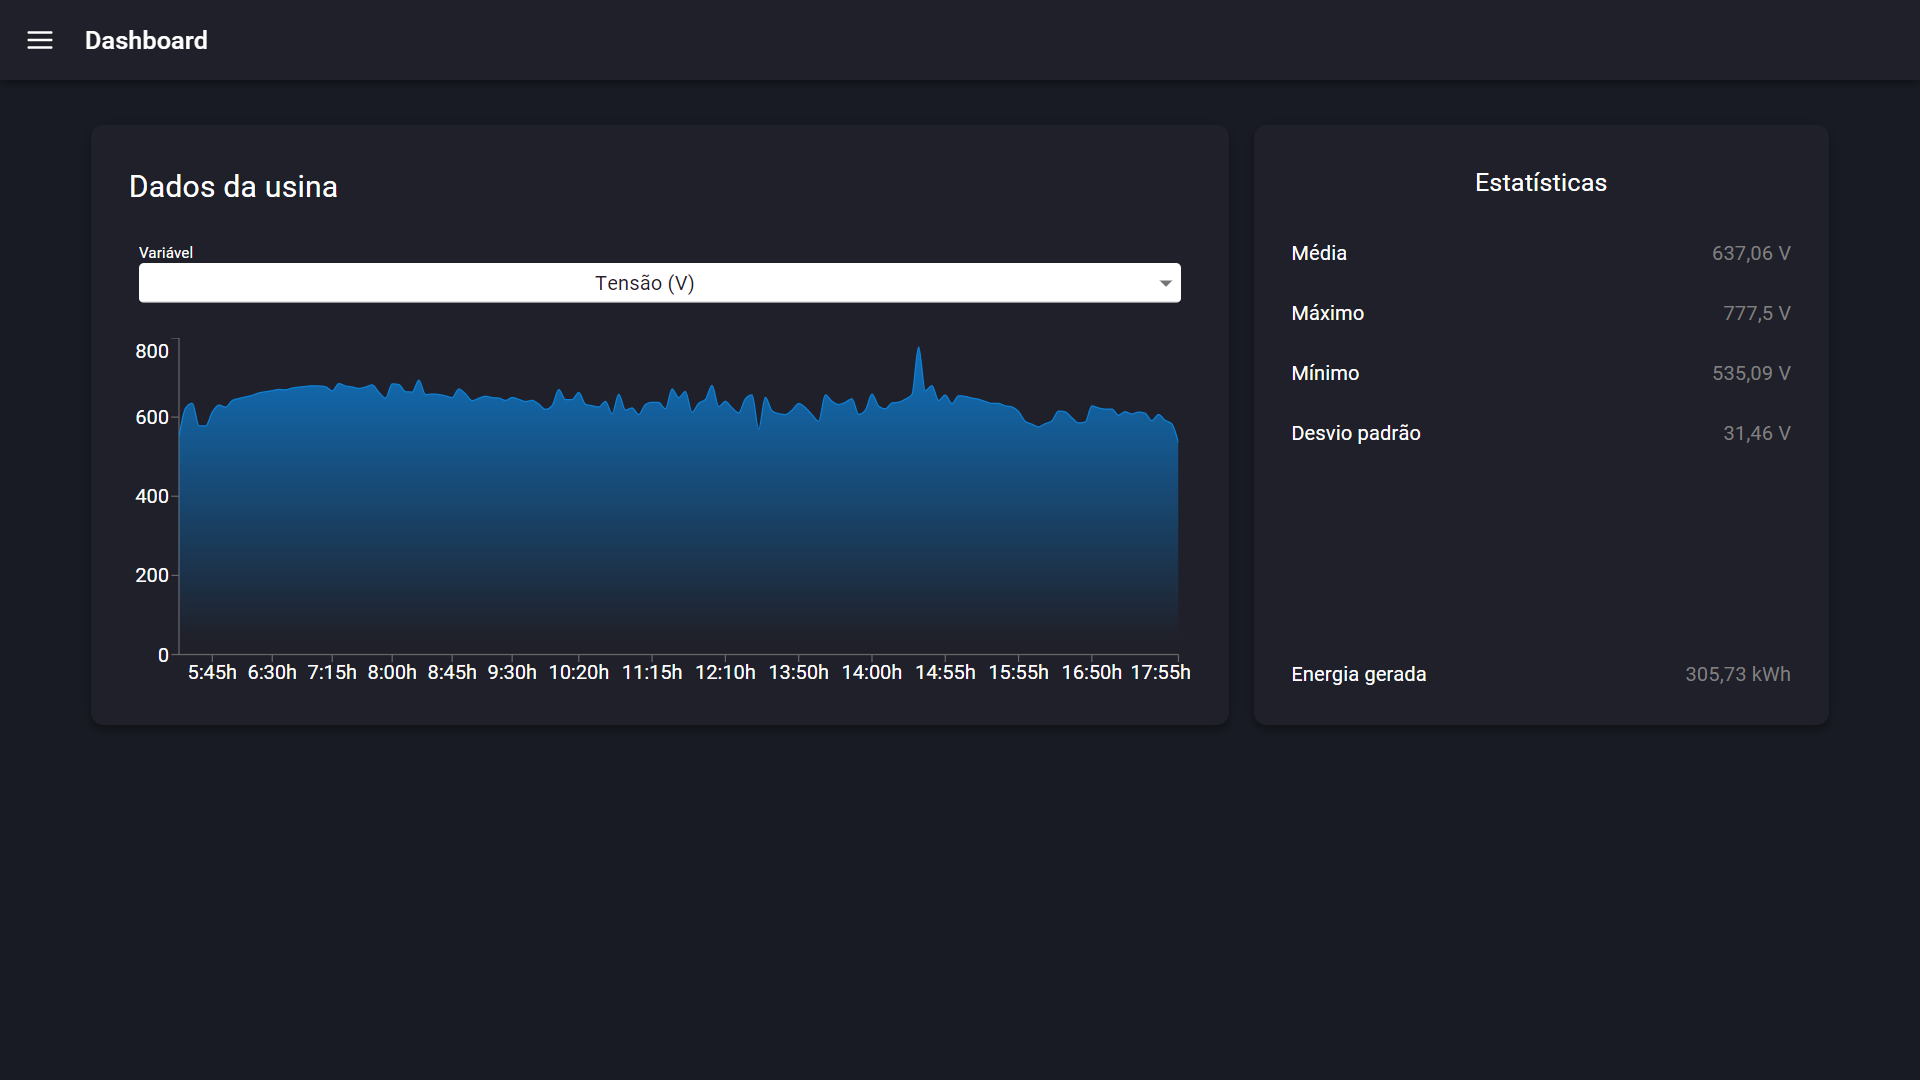 Dashboard
Dados da usina
Variável
Tensão (V)
800
600
400
200
0
5:45h 6:30h 7:15h 8:00h 8:45h 9:30h 10:20h 11:15h 12:10h 13:50h 14:00h 14:55h 15:55h 16:50h 17:55h
Estatísticas
Média 637,06 V
Máximo 777,5 V
Mínimo 535,09 V
Desvio padrão 31,46 V
Energia gerada 305,73 kWh